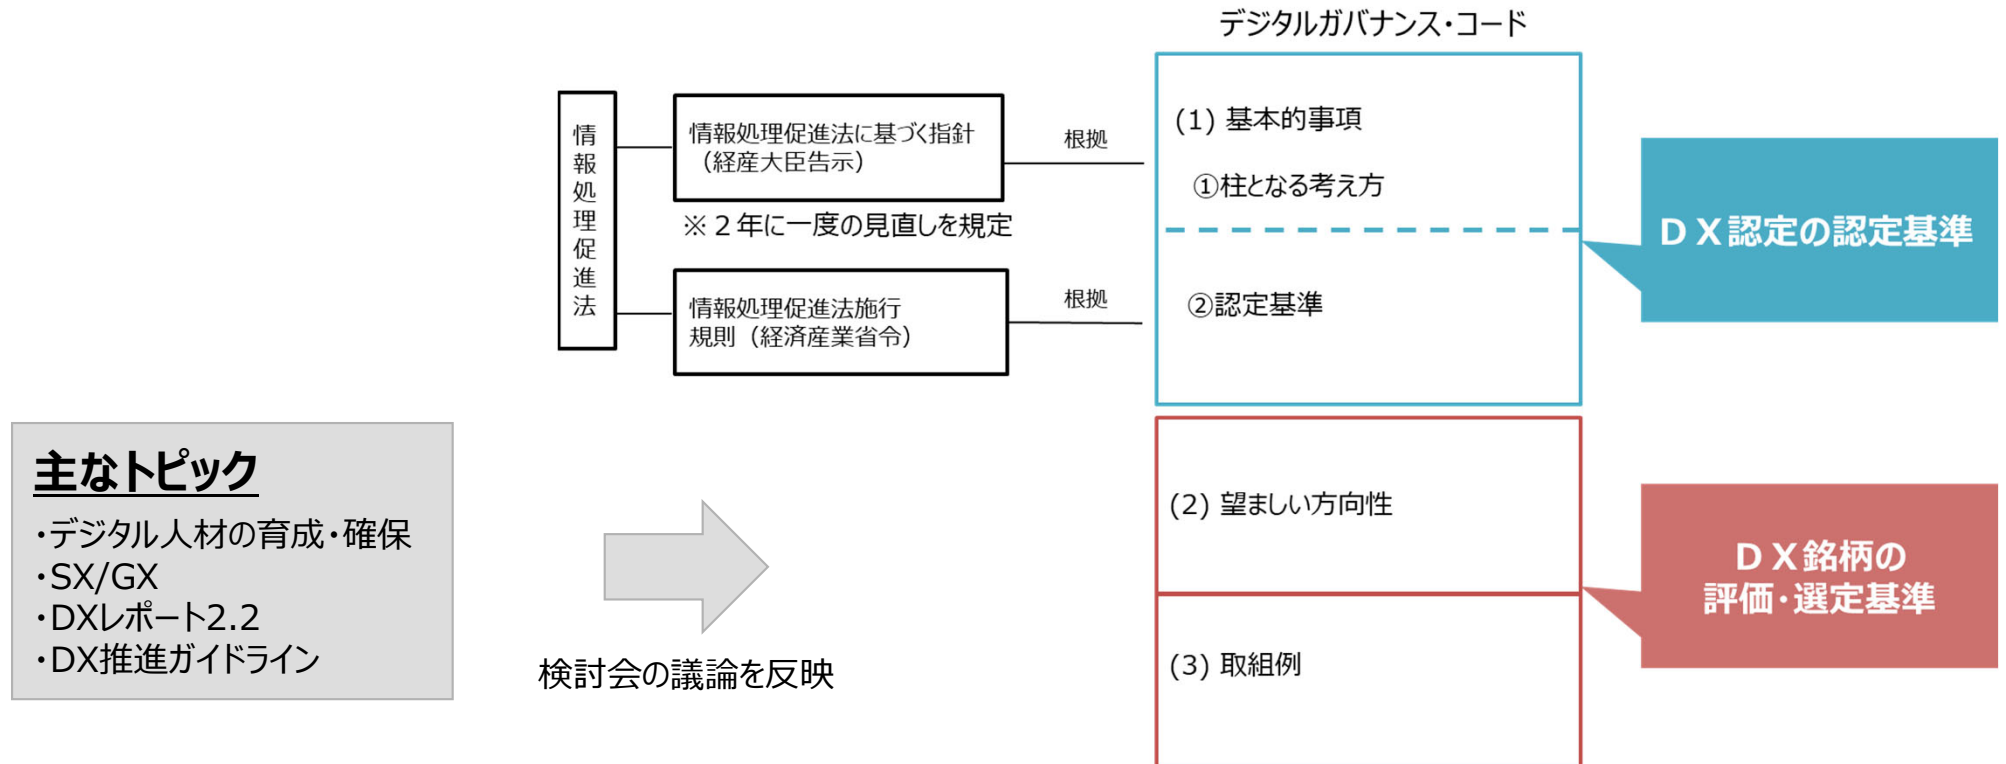 デジタルガバナンス・コード
情報処理促進法
情報処理促進法に基づく指針
（経産大臣告示）
根拠
※２年に一度の見直しを規定
情報処理促進法施行
規則（経済産業省令）
根拠
(1) 基本的事項
①柱となる考え方
②認定基準
ＤＸ認定の認定基準
主なトピック
・デジタル人材の育成・確保
・SX/GX
・DXレポート2.2
・DX推進ガイドライン
検討会の議論を反映
(2) 望ましい方向性
(3) 取組例
ＤＸ銘柄の
評価・選定基準